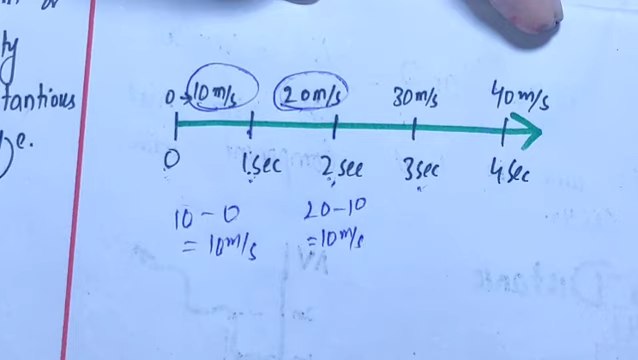 ty
tantious
0→10m/s 20m/s 30m/s 40m/s
0 1sec 2sec 3sec 4sec
10-0 20-10
=10m/s =10m/s